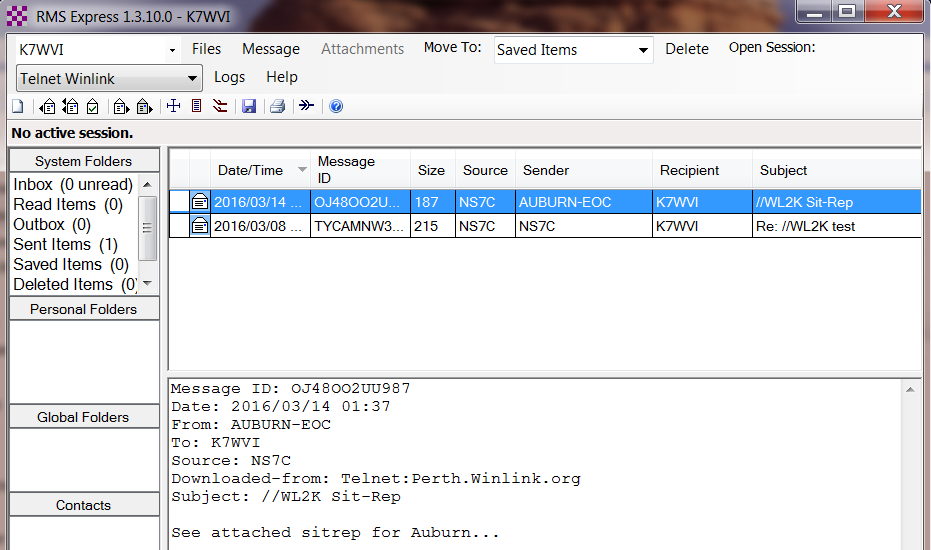 RMS Express 1.3.10.0 - K7WVI
K7WVI Files Message Attachments Move To: Saved Items Delete Open Session:
Telnet Winlink Logs Help
No active session.
System Folders
Inbox (0 unread)
Read Items (0)
Outbox (0)
Sent Items (1)
Saved Items (0)
Deleted Items (0)
Personal Folders
Global Folders
Contacts
Date/Time Message ID Size Source Sender Recipient Subject
2016/03/14 ... OJ48OO2U... 187 NS7C AUBURN-EOC K7WVI //WL2K Sit-Rep
2016/03/08 ... TYCAMNW3... 215 NS7C NS7C K7WVI Re: //WL2K test
Message ID: OJ48OO2UU987
Date: 2016/03/14 01:37
From: AUBURN-EOC
To: K7WVI
Source: NS7C
Downloaded-from: Telnet:Perth.Winlink.org
Subject: //WL2K Sit-Rep
See attached sitrep for Auburn...